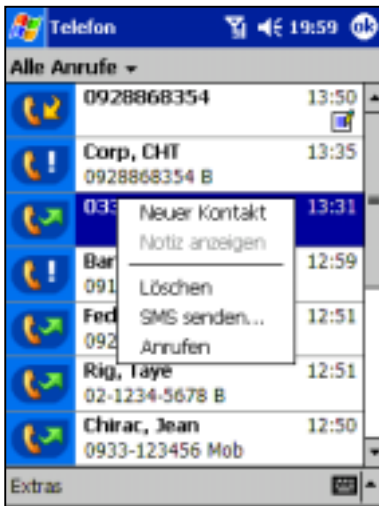 Telefon 19:59 ok
Alle Anrufe
0928868354 13:50
Corp, CHT 13:35
0928868354 B
033 13:31
Neuer Kontakt
Notiz anzeigen
Bar 12:59
091
Löschen
Fed 12:51
SMS senden...
092
Anrufen
Rig, Taye 12:51
02-1234-5678 B
Chirac, Jean 12:50
0933-123456 Mob
Extras